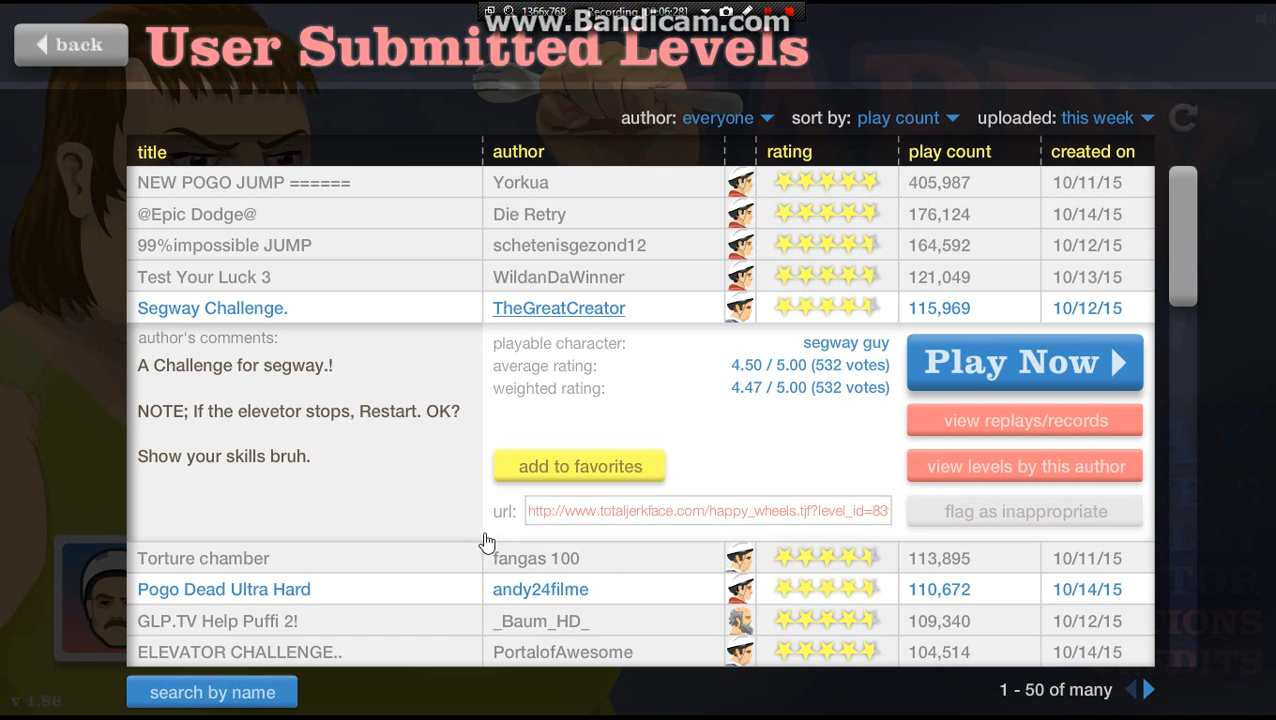 1366x768 Recording
www.Bandicam.com
back
User Submitted Levels
author: everyone sort by: play count uploaded: this week
title author rating play count created on
NEW POGO JUMP ====== Yorkua 405,987 10/11/15
@Epic Dodge@ Die Retry 176,124 10/14/15
99%impossible JUMP schetenisgezond12 164,592 10/12/15
Test Your Luck 3 WildanDaWinner 121,049 10/13/15
Segway Challenge. TheGreatCreator 115,969 10/12/15
author's comments:
A Challenge for segway.!
NOTE; If the elevetor stops, Restart. OK?
Show your skills bruh.
playable character: segway guy
average rating: 4.50 / 5.00 (532 votes)
weighted rating: 4.47 / 5.00 (532 votes)
add to favorites
url: http://www.totaljerkface.com/happy_wheels.tjf?level_id=83
Play Now
view replays/records
view levels by this author
flag as inappropriate
Torture chamber fangas 100 113,895 10/11/15
Pogo Dead Ultra Hard andy24filme 110,672 10/14/15
GLP.TV Help Puffi 2! _Baum_HD_ 109,340 10/12/15
ELEVATOR CHALLENGE.. PortalofAwesome 104,514 10/14/15
search by name
1 - 50 of many